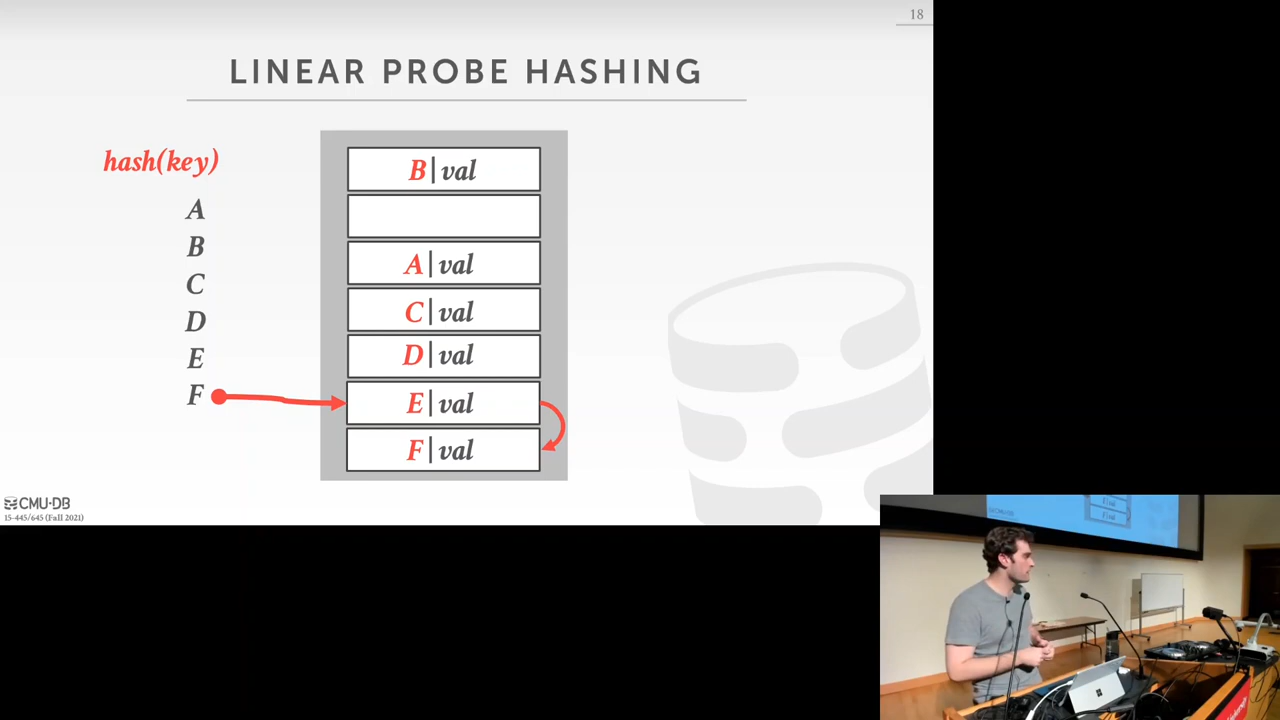 18
LINEAR PROBE HASHING
hash(key)
A
B
C
D
E
F
B|val
A|val
C|val
D|val
E|val
F|val
CMU·DB
15-445/645 (Fall 2021)